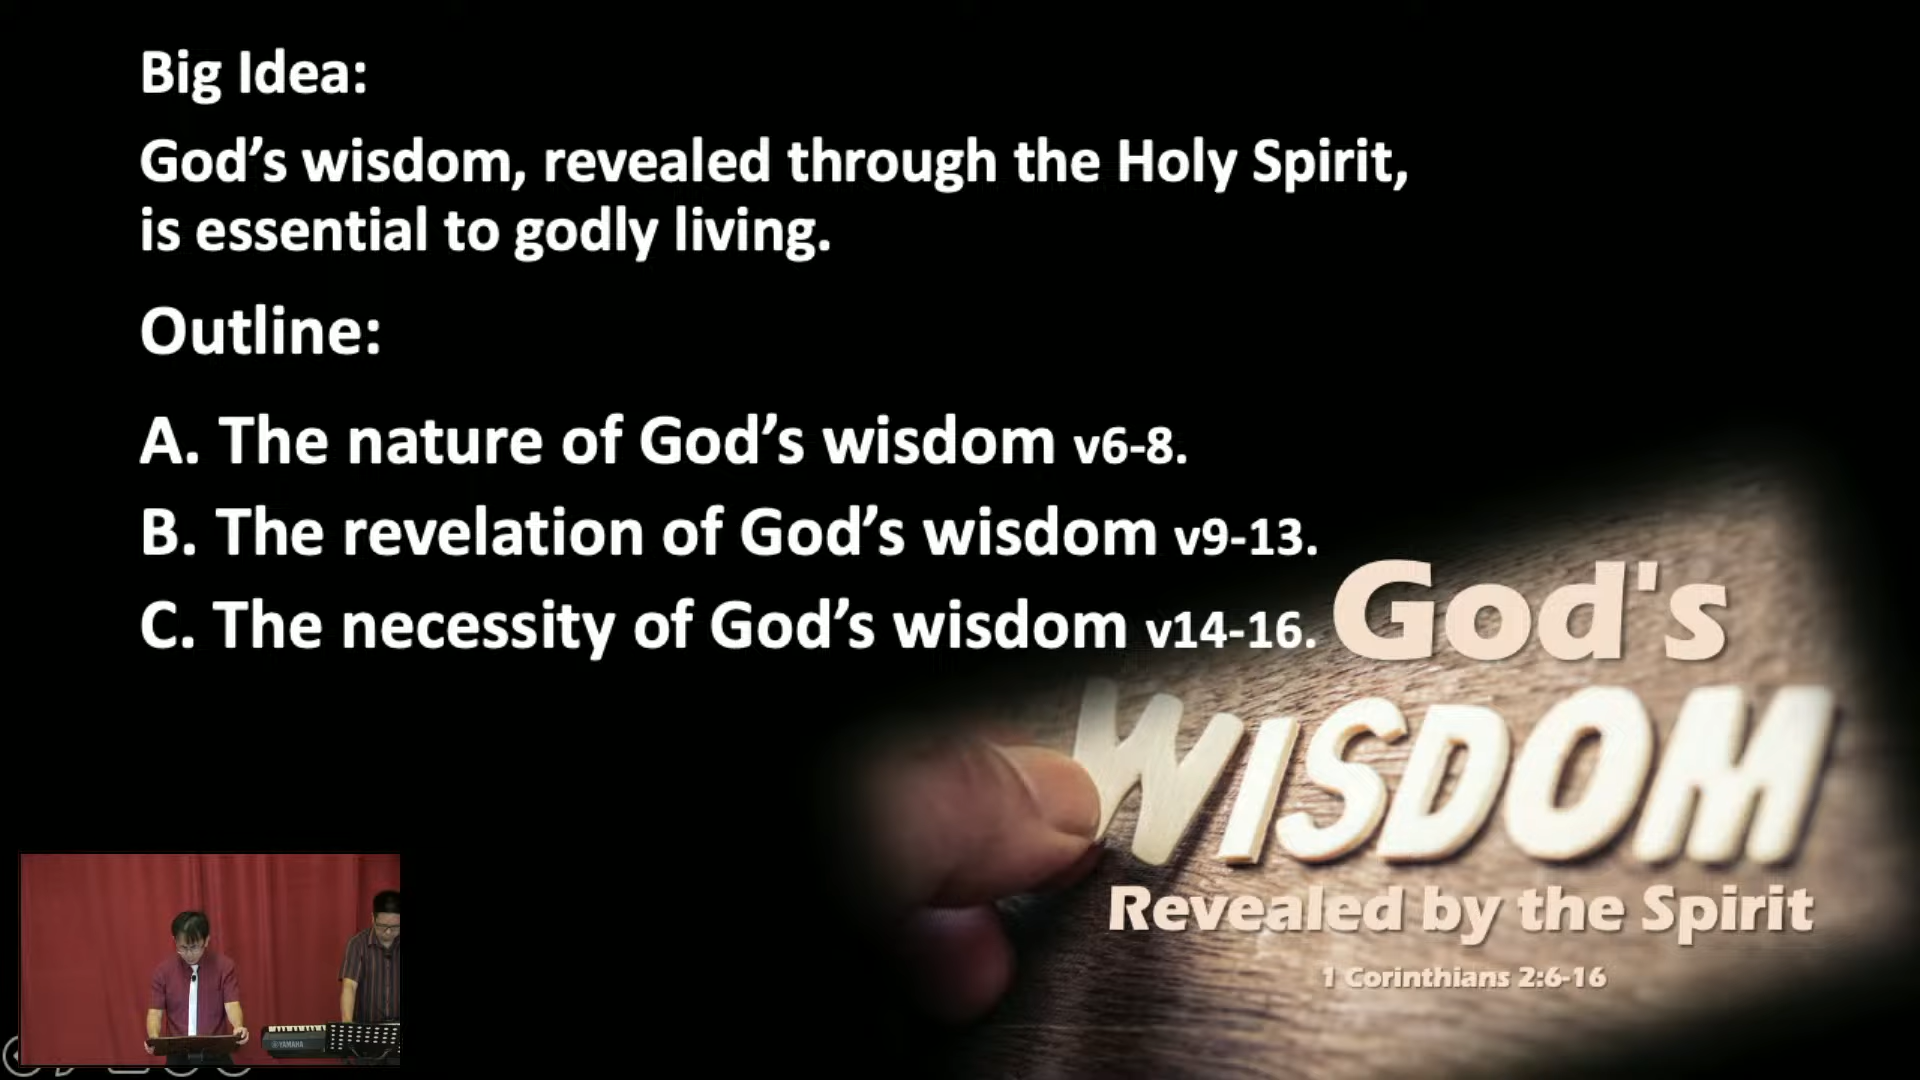 Big Idea:
God’s wisdom, revealed through the Holy Spirit,
is essential to godly living.
Outline:
A. The nature of God’s wisdom v6-8.
B. The revelation of God’s wisdom v9-13.
C. The necessity of God’s wisdom v14-16.
God's
WISDOM
Revealed by the Spirit
1 Corinthians 2:6-16
YAMAHA